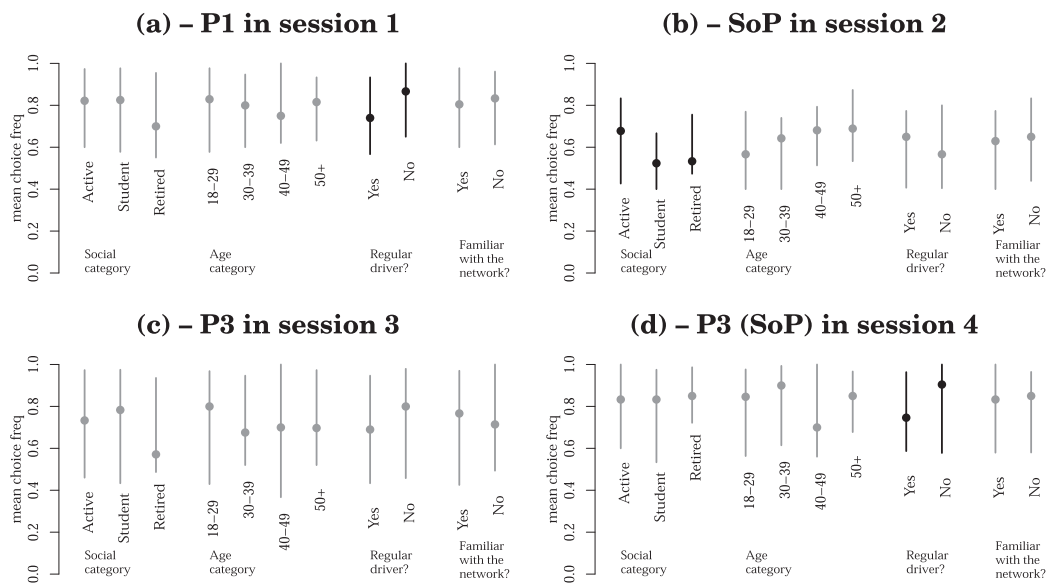 (a) – P1 in session 1
mean choice freq
0.0 0.2 0.4 0.6 0.8 1.0
Active Student Retired 18–29 30–39 40–49 50+ Yes No Yes No
Social category
Age category
Regular driver?
Familiar with the network?
(b) – SoP in session 2
mean choice freq
0.0 0.2 0.4 0.6 0.8 1.0
Active Student Retired 18–29 30–39 40–49 50+ Yes No Yes No
Social category
Age category
Regular driver?
Familiar with the network?
(c) – P3 in session 3
mean choice freq
0.0 0.2 0.4 0.6 0.8 1.0
Active Student Retired 18–29 30–39 40–49 50+ Yes No Yes No
Social category
Age category
Regular driver?
Familiar with the network?
(d) – P3 (SoP) in session 4
mean choice freq
0.0 0.2 0.4 0.6 0.8 1.0
Active Student Retired 18–29 30–39 40–49 50+ Yes No Yes No
Social category
Age category
Regular driver?
Familiar with the network?